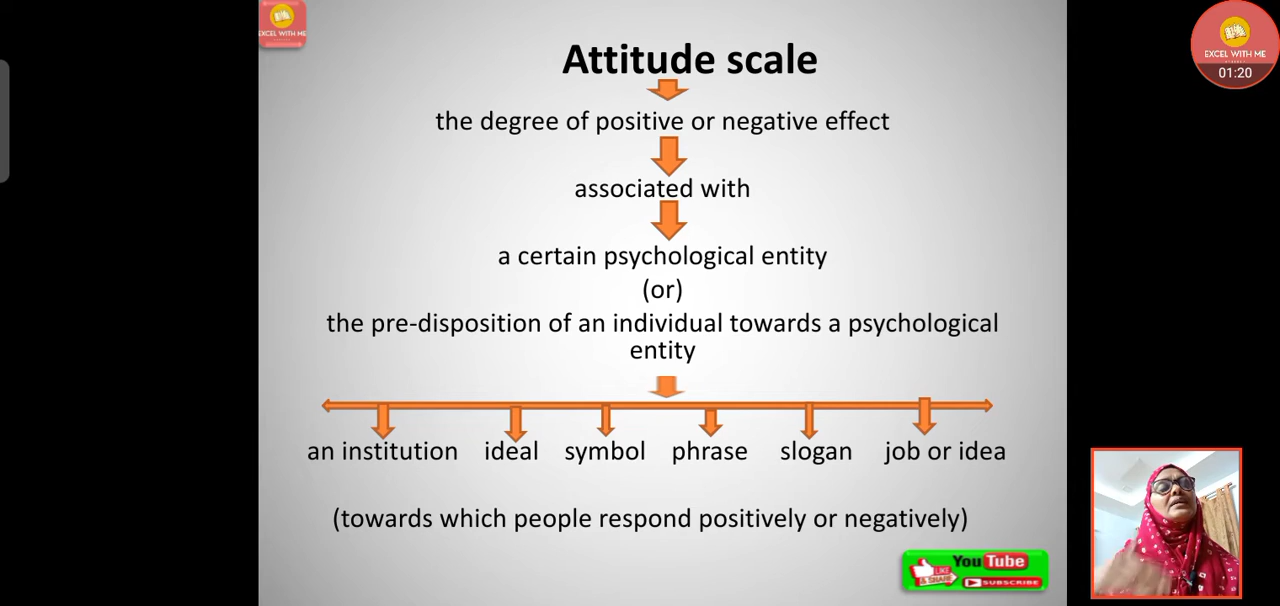 EXCEL WITH ME
EXCEL WITH ME
01:20
Attitude scale
the degree of positive or negative effect
associated with
a certain psychological entity
(or)
the pre-disposition of an individual towards a psychological
entity
an institution ideal symbol phrase slogan job or idea
(towards which people respond positively or negatively)
LIKE
& SHARE
YouTube
SUBSCRIBE